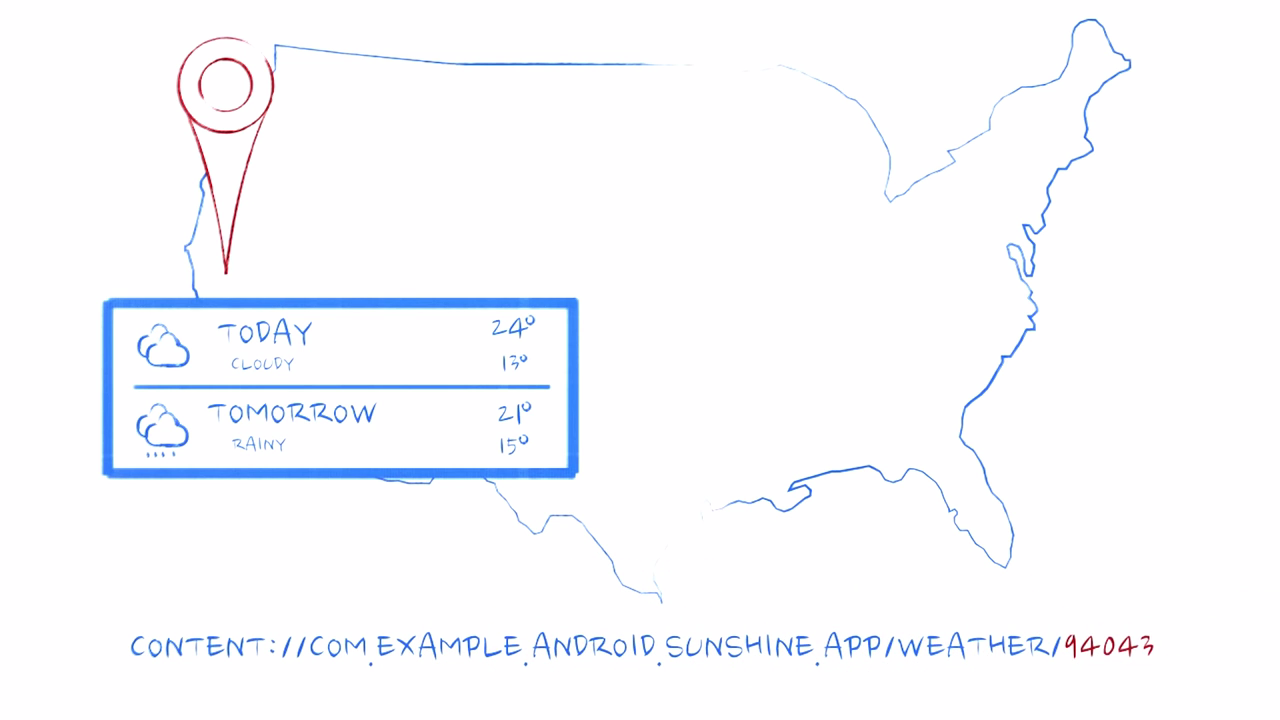 TODAY 24°
CLOUDY 13°
TOMORROW 21°
RAINY 15°
CONTENT://COM.EXAMPLE.ANDROID.SUNSHINE.APP/WEATHER/94043